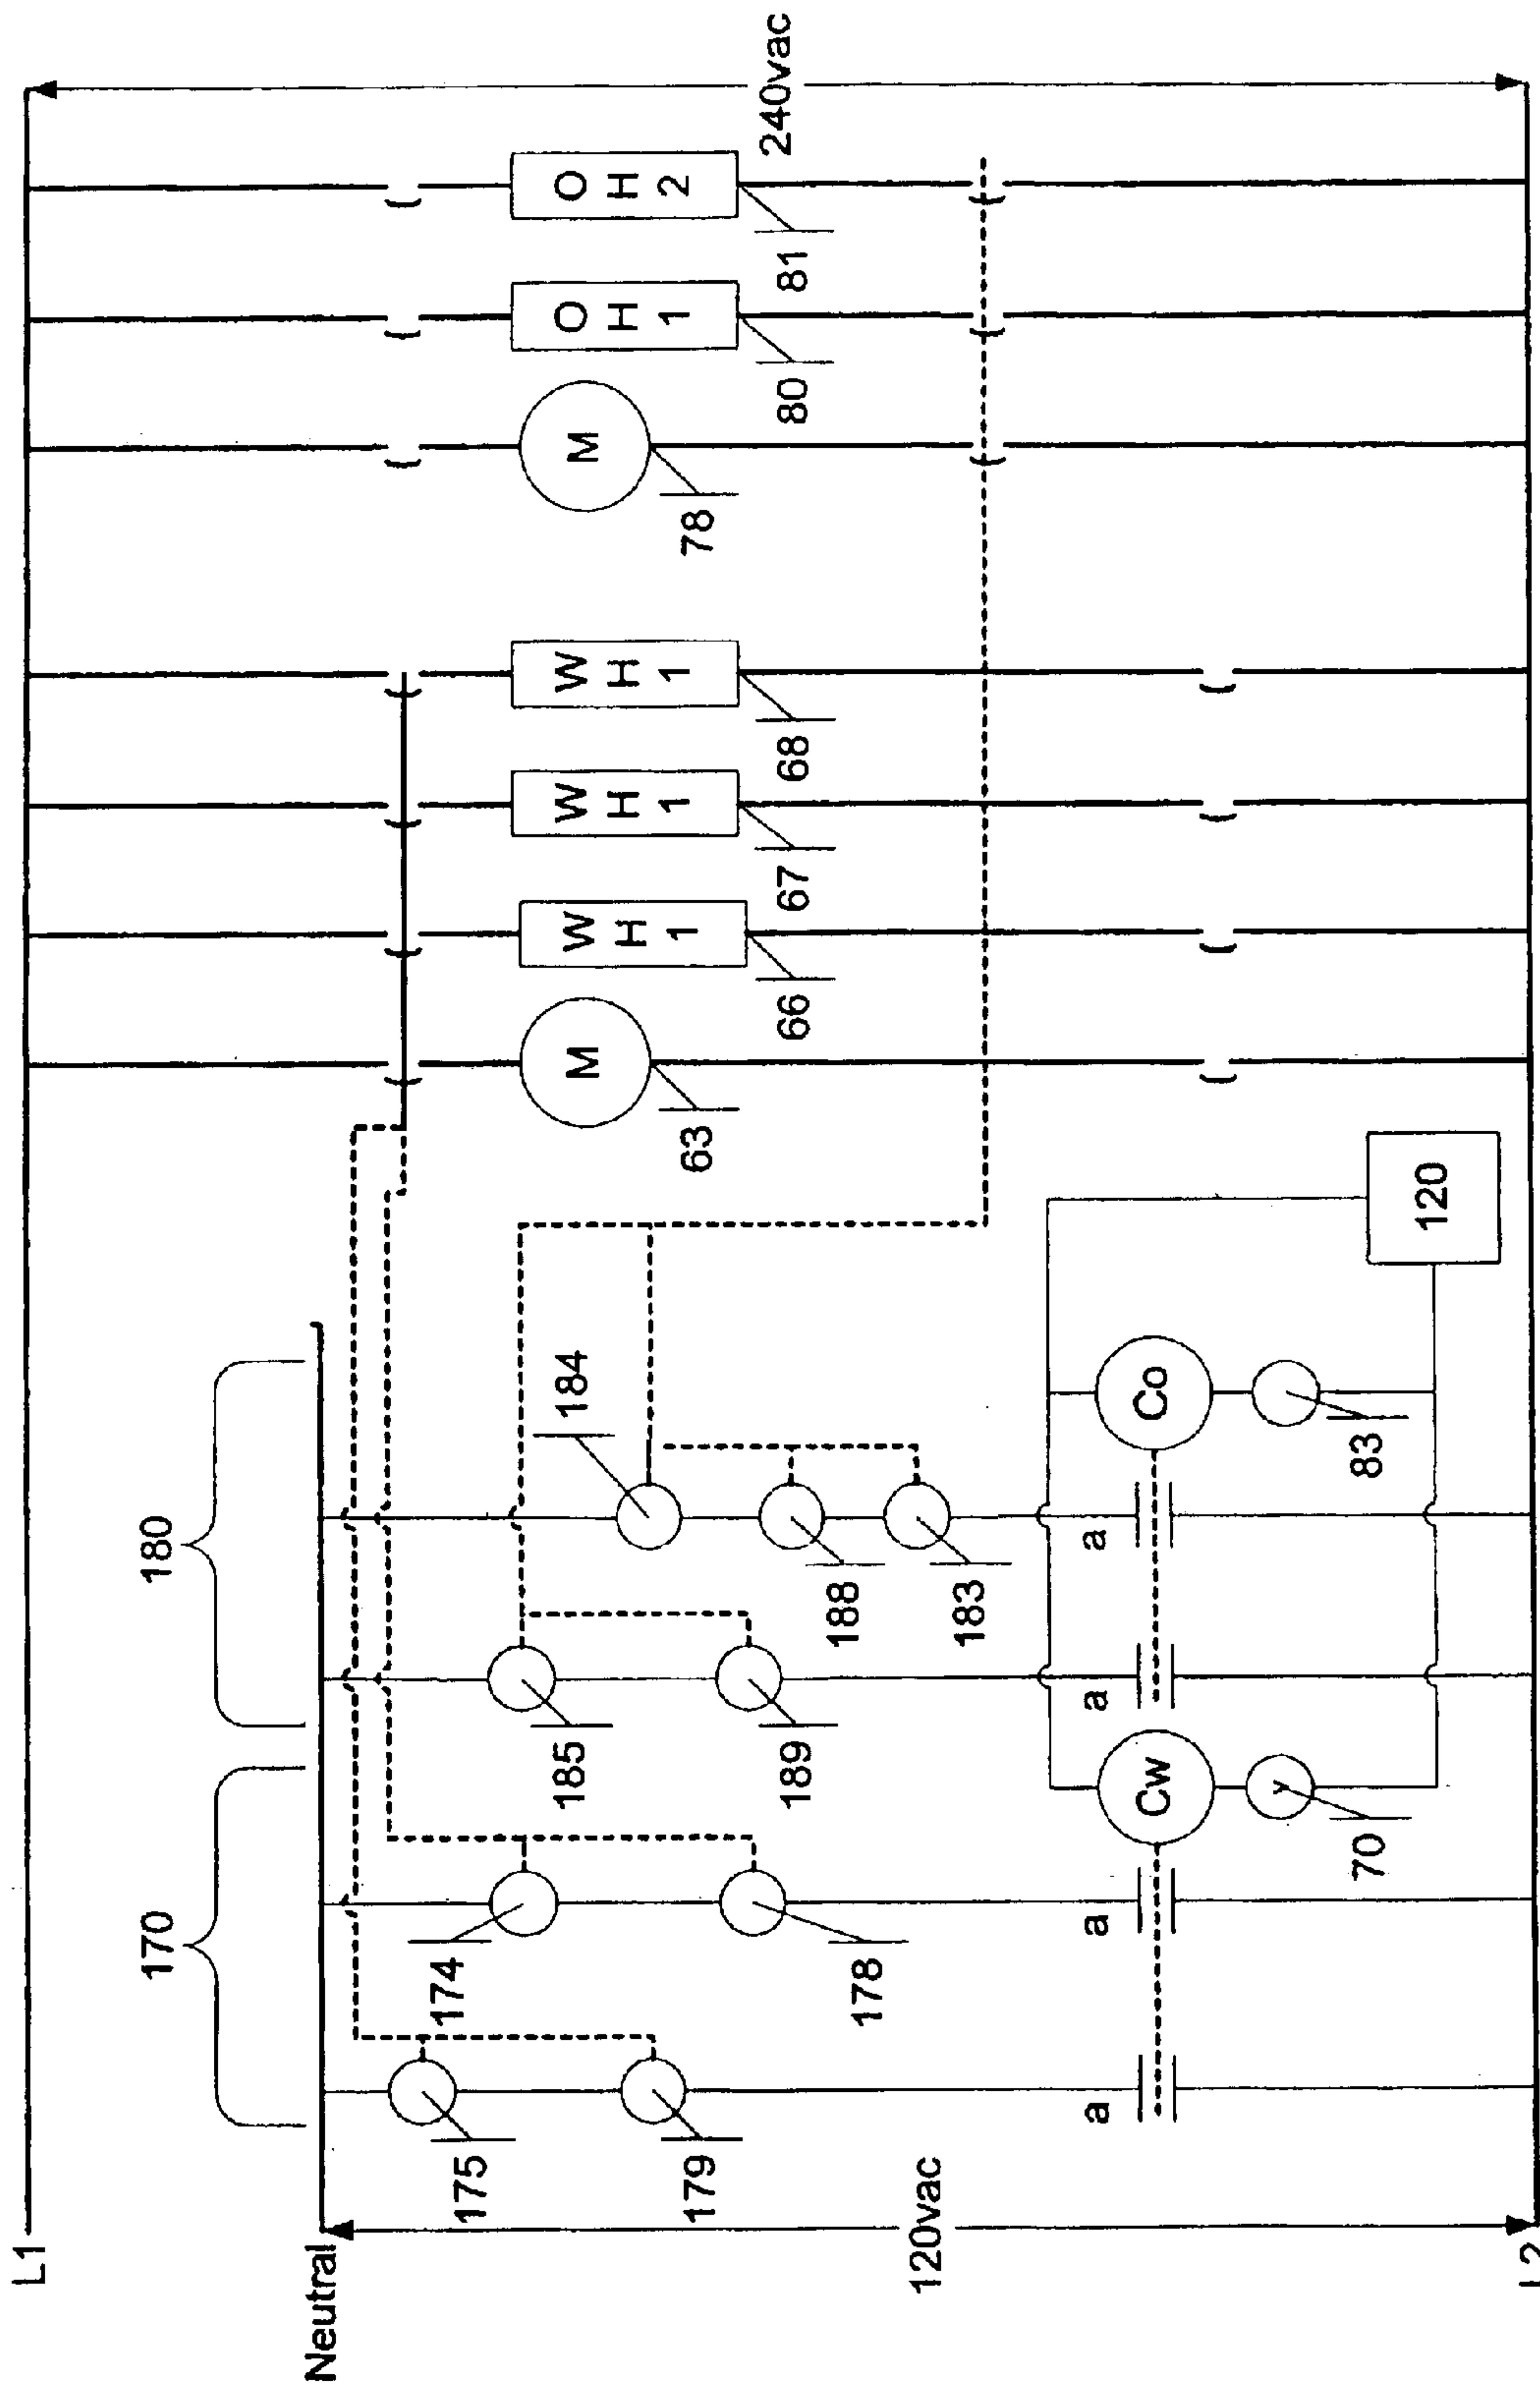 L1
Neutral
120vac
L2
170
180
175
179
174
178
185
189
184
188
183
a
a
a
a
Cw
70
Co
83
120
M
63
W H 1
66
W H 1
67
W H 1
68
M
78
O H 1
80
O H 2
81
240vac